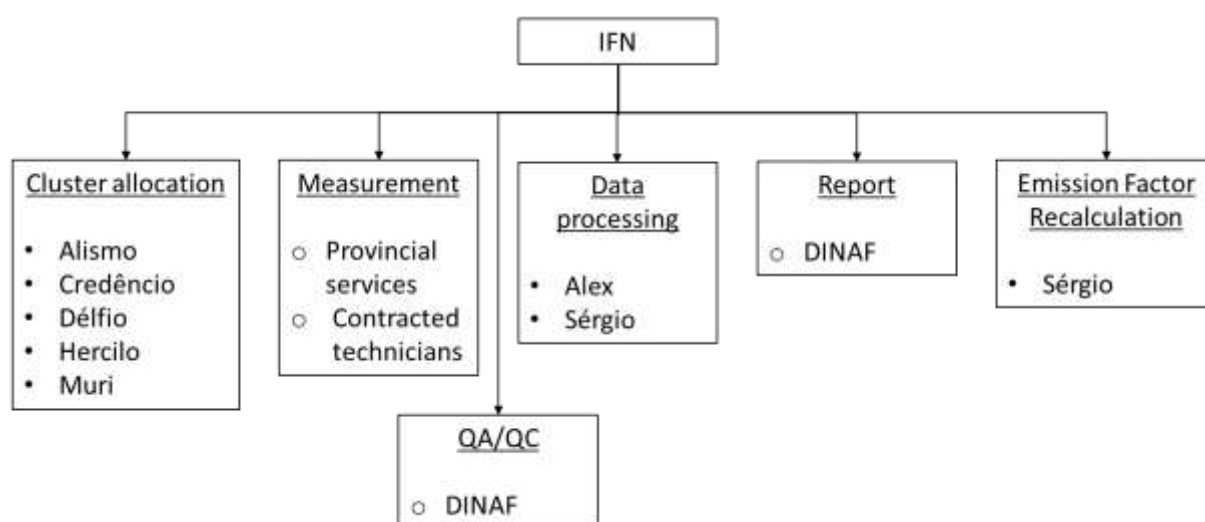 IFN
Cluster allocation
• Alismo
• Credêncio
• Délfio
• Hercilo
• Muri
Measurement
○ Provincial
services
○ Contracted
technicians
QA/QC
○ DINAF
Data
processing
• Alex
• Sérgio
Report
○ DINAF
Emission Factor
Recalculation
• Sérgio